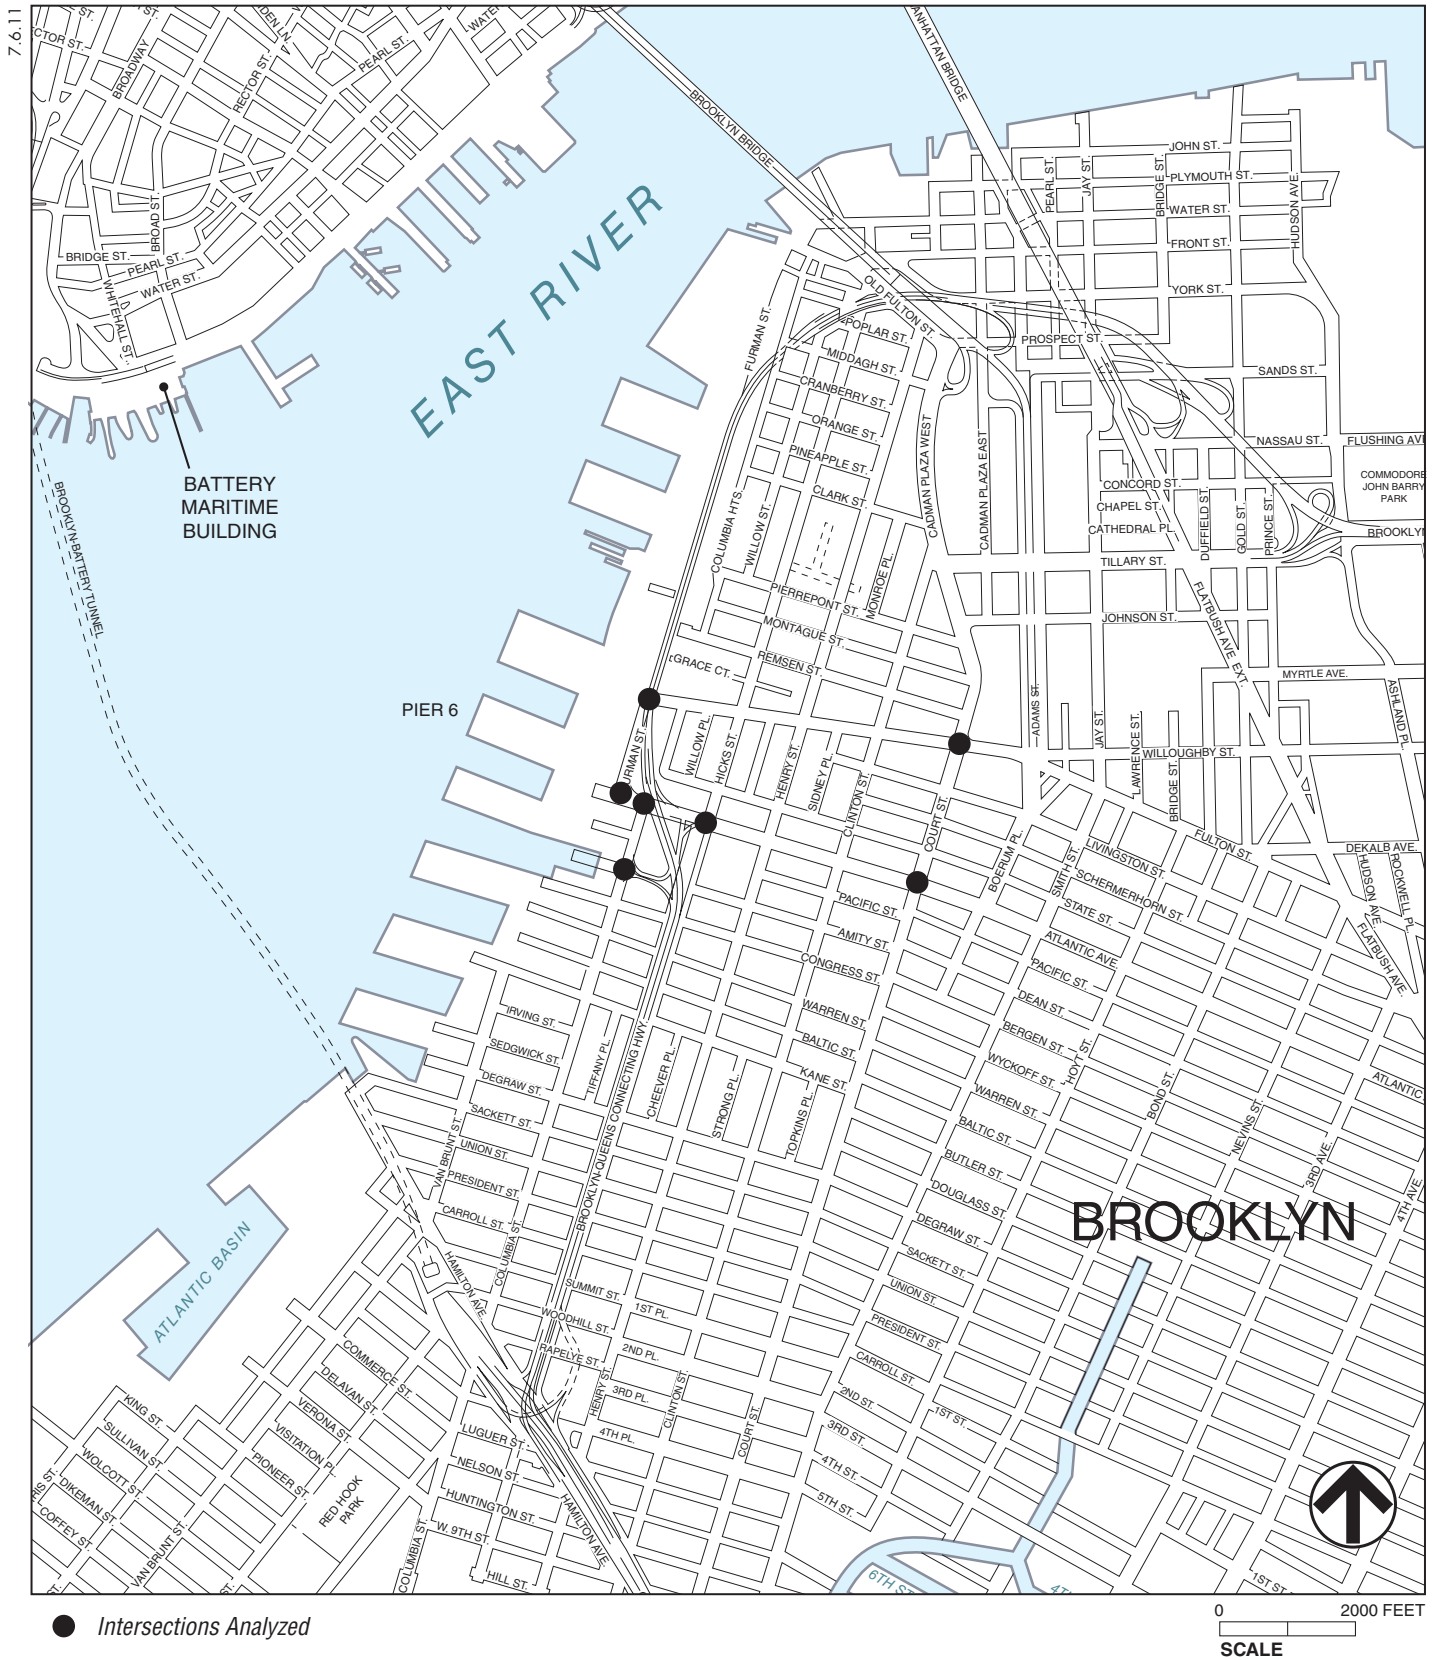 7.6.11
ECTOR ST.
ST.
ST.
BROADWAY
DEN LN.
RECTOR ST.
PEARL ST.
WATER
BROAD ST.
BRIDGE ST.
PEARL ST.
WATER ST.
WHITEHALL ST.
BATTERY
MARITIME
BUILDING
EAST RIVER
BROOKLYN BRIDGE
ANHATTAN BRIDGE
BROOKLYN-BATTERY TUNNEL
PIER 6
JOHN ST.
PLYMOUTH ST.
WATER ST.
FRONT ST.
YORK ST.
PEARL ST.
JAY ST.
BRIDGE ST.
HUDSON AVE.
OLD FULTON ST.
PROSPECT ST.
SANDS ST.
NASSAU ST.
FLUSHING AV
COMMODORE
JOHN BARRY
PARK
BROOKLYN
FURMAN ST.
POPLAR ST.
MIDDAGH ST.
CRANBERRY ST.
ORANGE ST.
PINEAPPLE ST.
CLARK ST.
COLUMBIA HTS.
WILLOW ST.
MONROE PL.
CADMAN PLAZA WEST
CADMAN PLAZA EAST
CONCORD ST.
CHAPEL ST.
CATHEDRAL PL.
DUFFIELD ST.
GOLD ST.
PRINCE ST.
TILLARY ST.
JOHNSON ST.
FLATBUSH AVE. EXT.
MYRTLE AVE.
ASHLAND PL.
PIERREPONT ST.
MONTAGUE ST.
REMSEN ST.
GRACE CT.
URMAN ST.
WILLOW PL.
HICKS ST.
HENRY ST.
SIDNEY PL.
CLINTON ST.
COURT ST.
BOERUM PL.
ADAMS ST.
JAY ST.
LAWRENCE ST.
WILLOUGHBY ST.
BRIDGE ST.
FULTON ST.
DEKALB AVE.
HUDSON AVE.
ROCKWELL PL.
FLATBUSH AVE.
SMITH ST.
LIVINGSTON ST.
SCHERMERHORN ST.
STATE ST.
ATLANTIC AVE.
PACIFIC ST.
DEAN ST.
BERGEN ST.
WYCKOFF ST.
WARREN ST.
BALTIC ST.
BUTLER ST.
DOUGLASS ST.
DEGRAW ST.
SACKETT ST.
UNION ST.
PRESIDENT ST.
CARROLL ST.
HOYT ST.
BOND ST.
NEVINS ST.
3RD AVE.
4TH AVE.
ATLANTIC
PACIFIC ST.
AMITY ST.
CONGRESS ST.
WARREN ST.
BALTIC ST.
KANE ST.
TIFFANY PL.
CHEEVER PL.
STRONG PL.
TOPKINS PL.
BROOKLYN-QUEENS CONNECTING HWY.
IRVING ST.
SEDGWICK ST.
DEGRAW ST.
SACKETT ST.
UNION ST.
PRESIDENT ST.
CARROLL ST.
VAN BRUNT ST.
COLUMBIA ST.
HAMILTON AVE.
BROOKLYN
ATLANTIC BASIN
SUMMIT ST.
WOODHILL ST.
RAPELYE ST.
1ST PL.
2ND PL.
3RD PL.
4TH PL.
HENRY ST.
CLINTON ST.
COURT ST.
2ND ST.
1ST ST.
3RD ST.
4TH ST.
5TH ST.
COMMERCE ST.
DELAVAN ST.
VERONA ST.
VISITATION PL.
PIONEER ST.
KING ST.
SULLIVAN ST.
WOLCOTT ST.
DIKEMAN ST.
COFFEY ST.
RIS ST.
VAN BRUNT ST.
RED HOOK
PARK
LUGUER ST.
NELSON ST.
HUNTINGTON ST.
W. 9TH ST.
HILL ST.
COLUMBIA ST.
HAMILTON AVE.
6TH ST
4T
1ST ST.
ST.
ST.
Intersections Analyzed
0 2000 FEET
SCALE